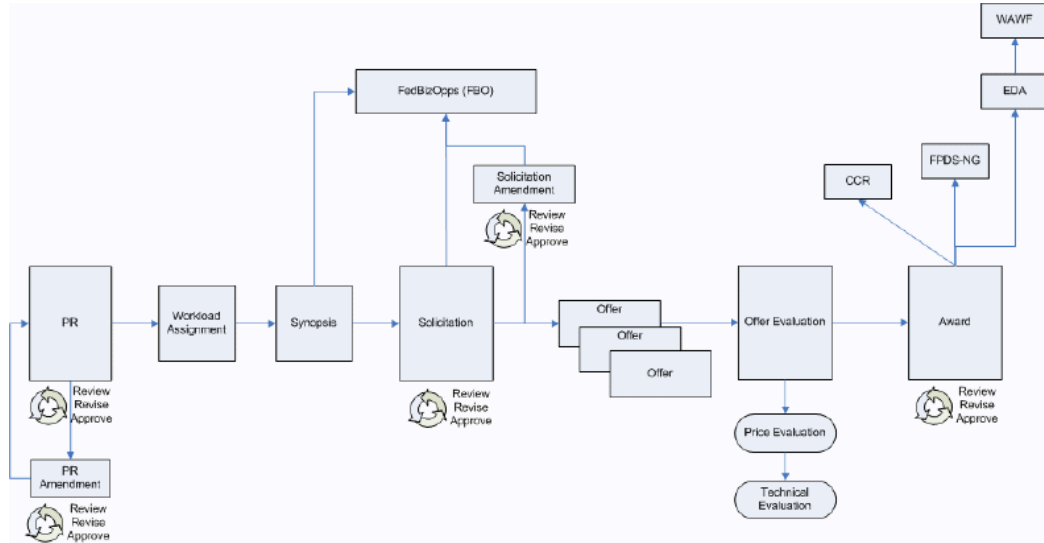 WAWF
FedBizOpps (FBO)
EDA
Solicitation
Amendment
CCR
FPDS-NG
Review
Revise
Approve
PR
Workload
Assignment
Synopsis
Solicitation
Offer
Offer
Offer
Offer Evaluation
Award
Review
Revise
Approve
Review
Revise
Approve
Review
Revise
Approve
Price Evaluation
PR
Amendment
Technical
Evaluation
Review
Revise
Approve